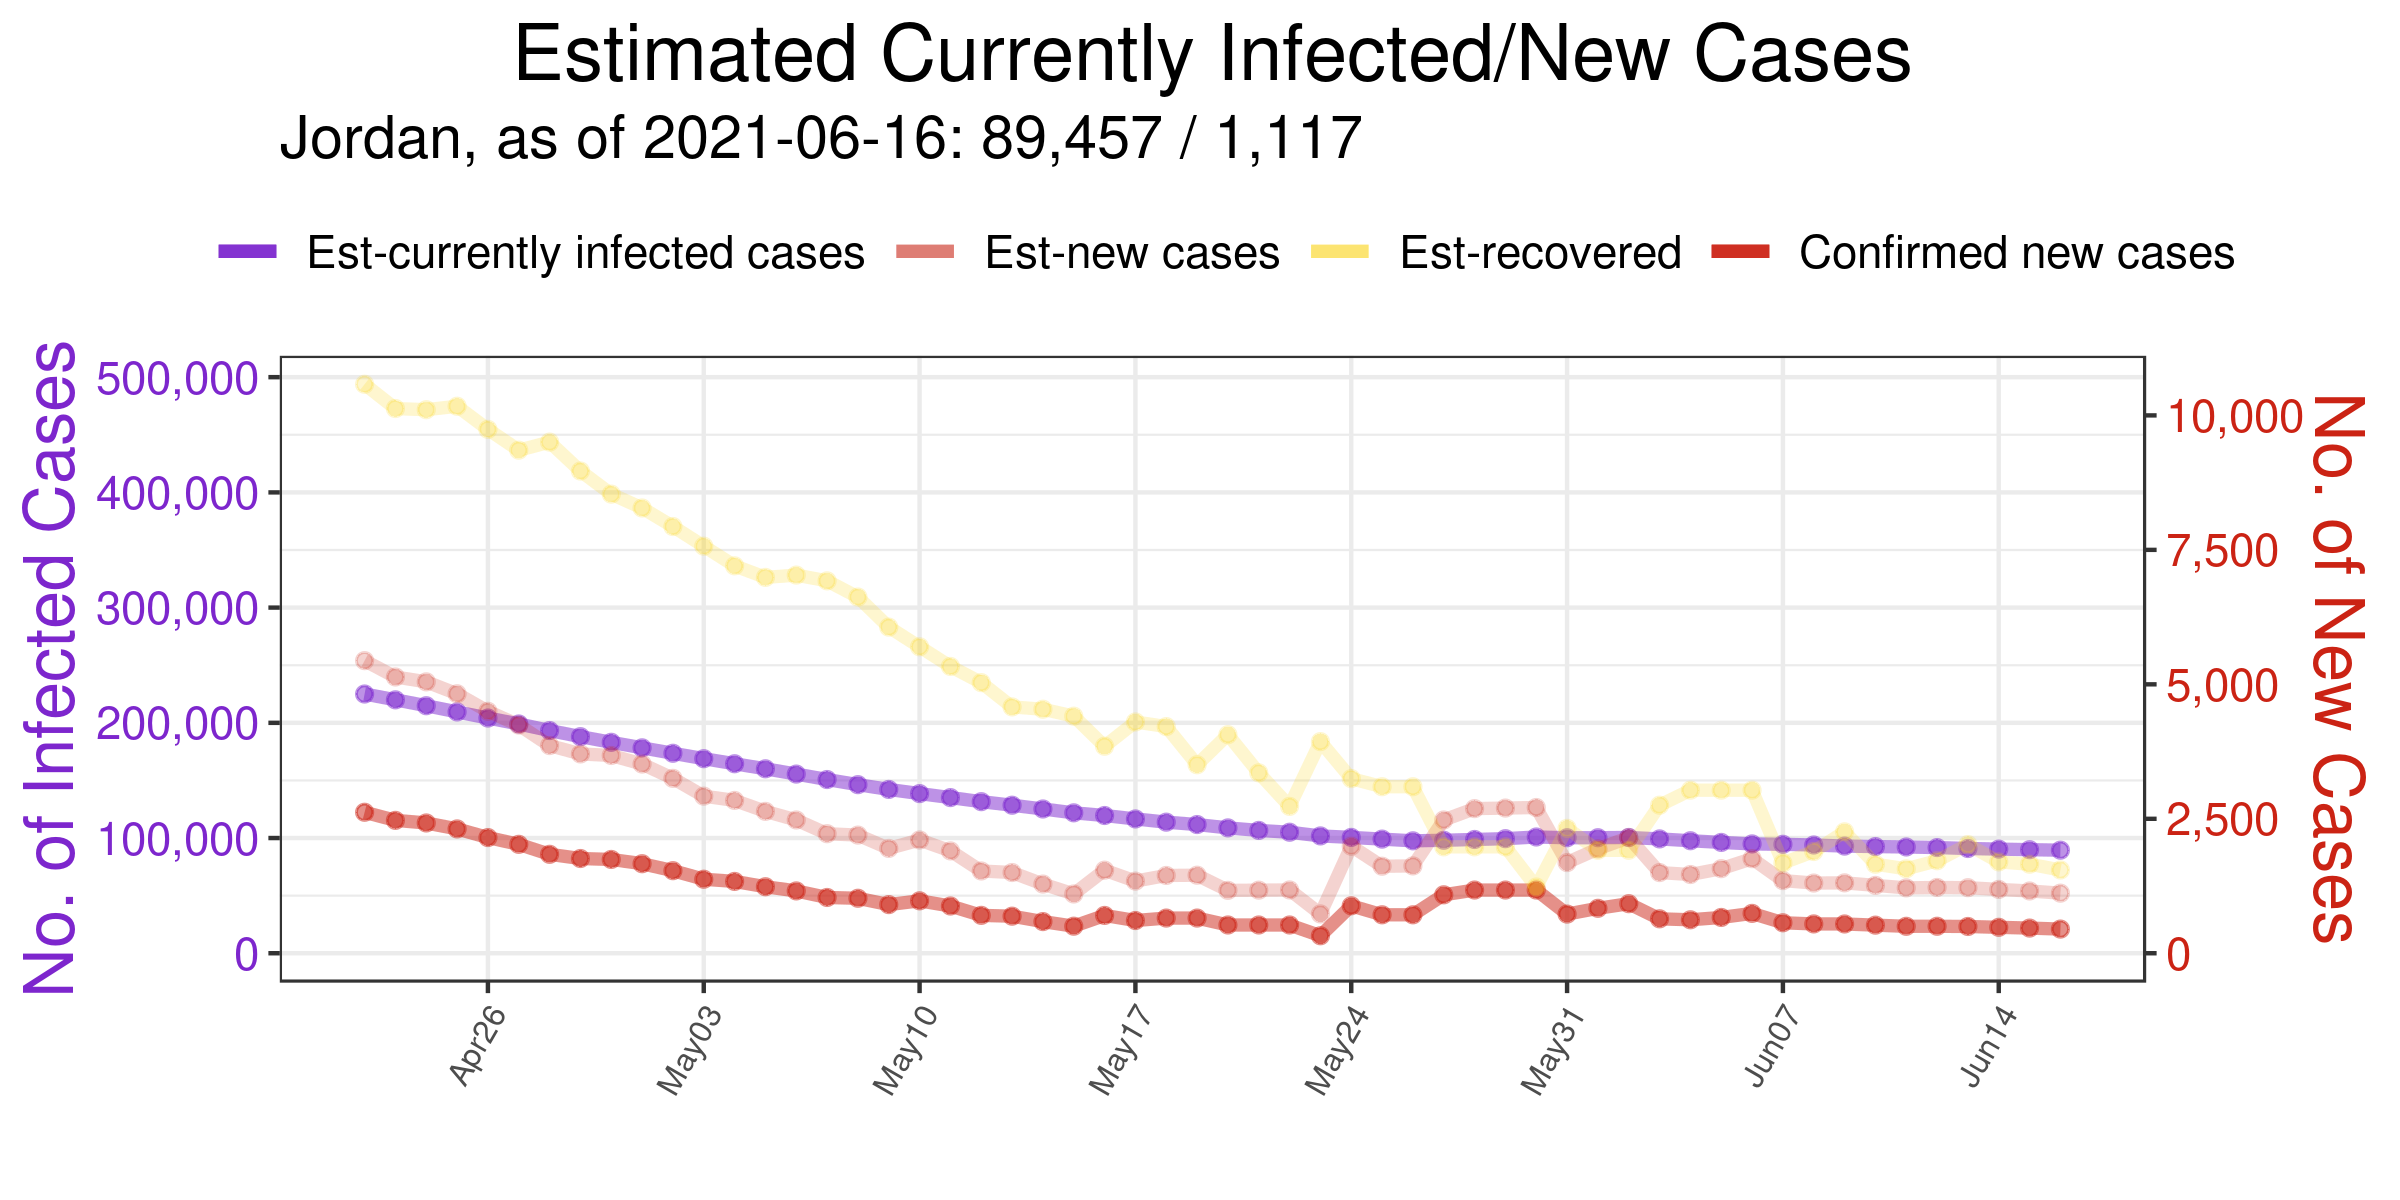 Estimated Currently Infected/New Cases
Jordan, as of 2021-06-16: 89,457 / 1,117
Est-currently infected cases Est-new cases Est-recovered Confirmed new cases
No. of Infected Cases
500,000
400,000
300,000
200,000
100,000
0
10,000
7,500
5,000
2,500
0
No. of New Cases
Apr26 May03 May10 May17 May24 May31 Jun07 Jun14